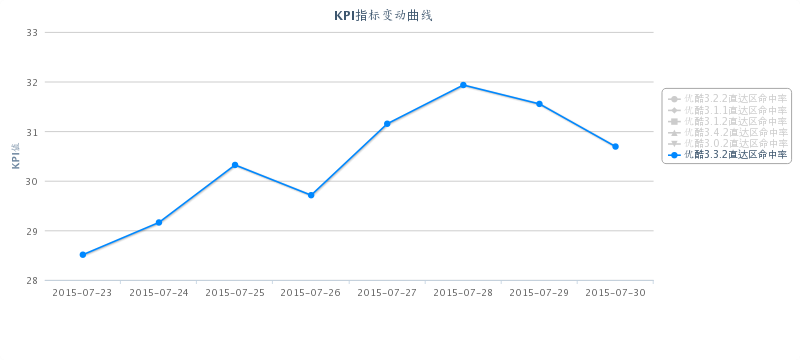 KPI指标变动曲线
33
32
31
30
29
28
KPI值
2015-07-23 2015-07-24 2015-07-25 2015-07-26 2015-07-27 2015-07-28 2015-07-29 2015-07-30
优酷3.2.2直达区命中率
优酷3.1.1直达区命中率
优酷3.1.2直达区命中率
优酷3.4.2直达区命中率
优酷3.0.2直达区命中率
优酷3.3.2直达区命中率